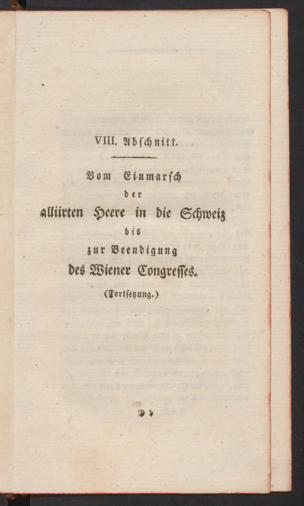 VIII. Abschnitt.
Vom Einmarsch
der
alliirten Heere in die Schweiz
bis
zur Beendigung
des Wiener Congresses.
(Fortsetzung.)